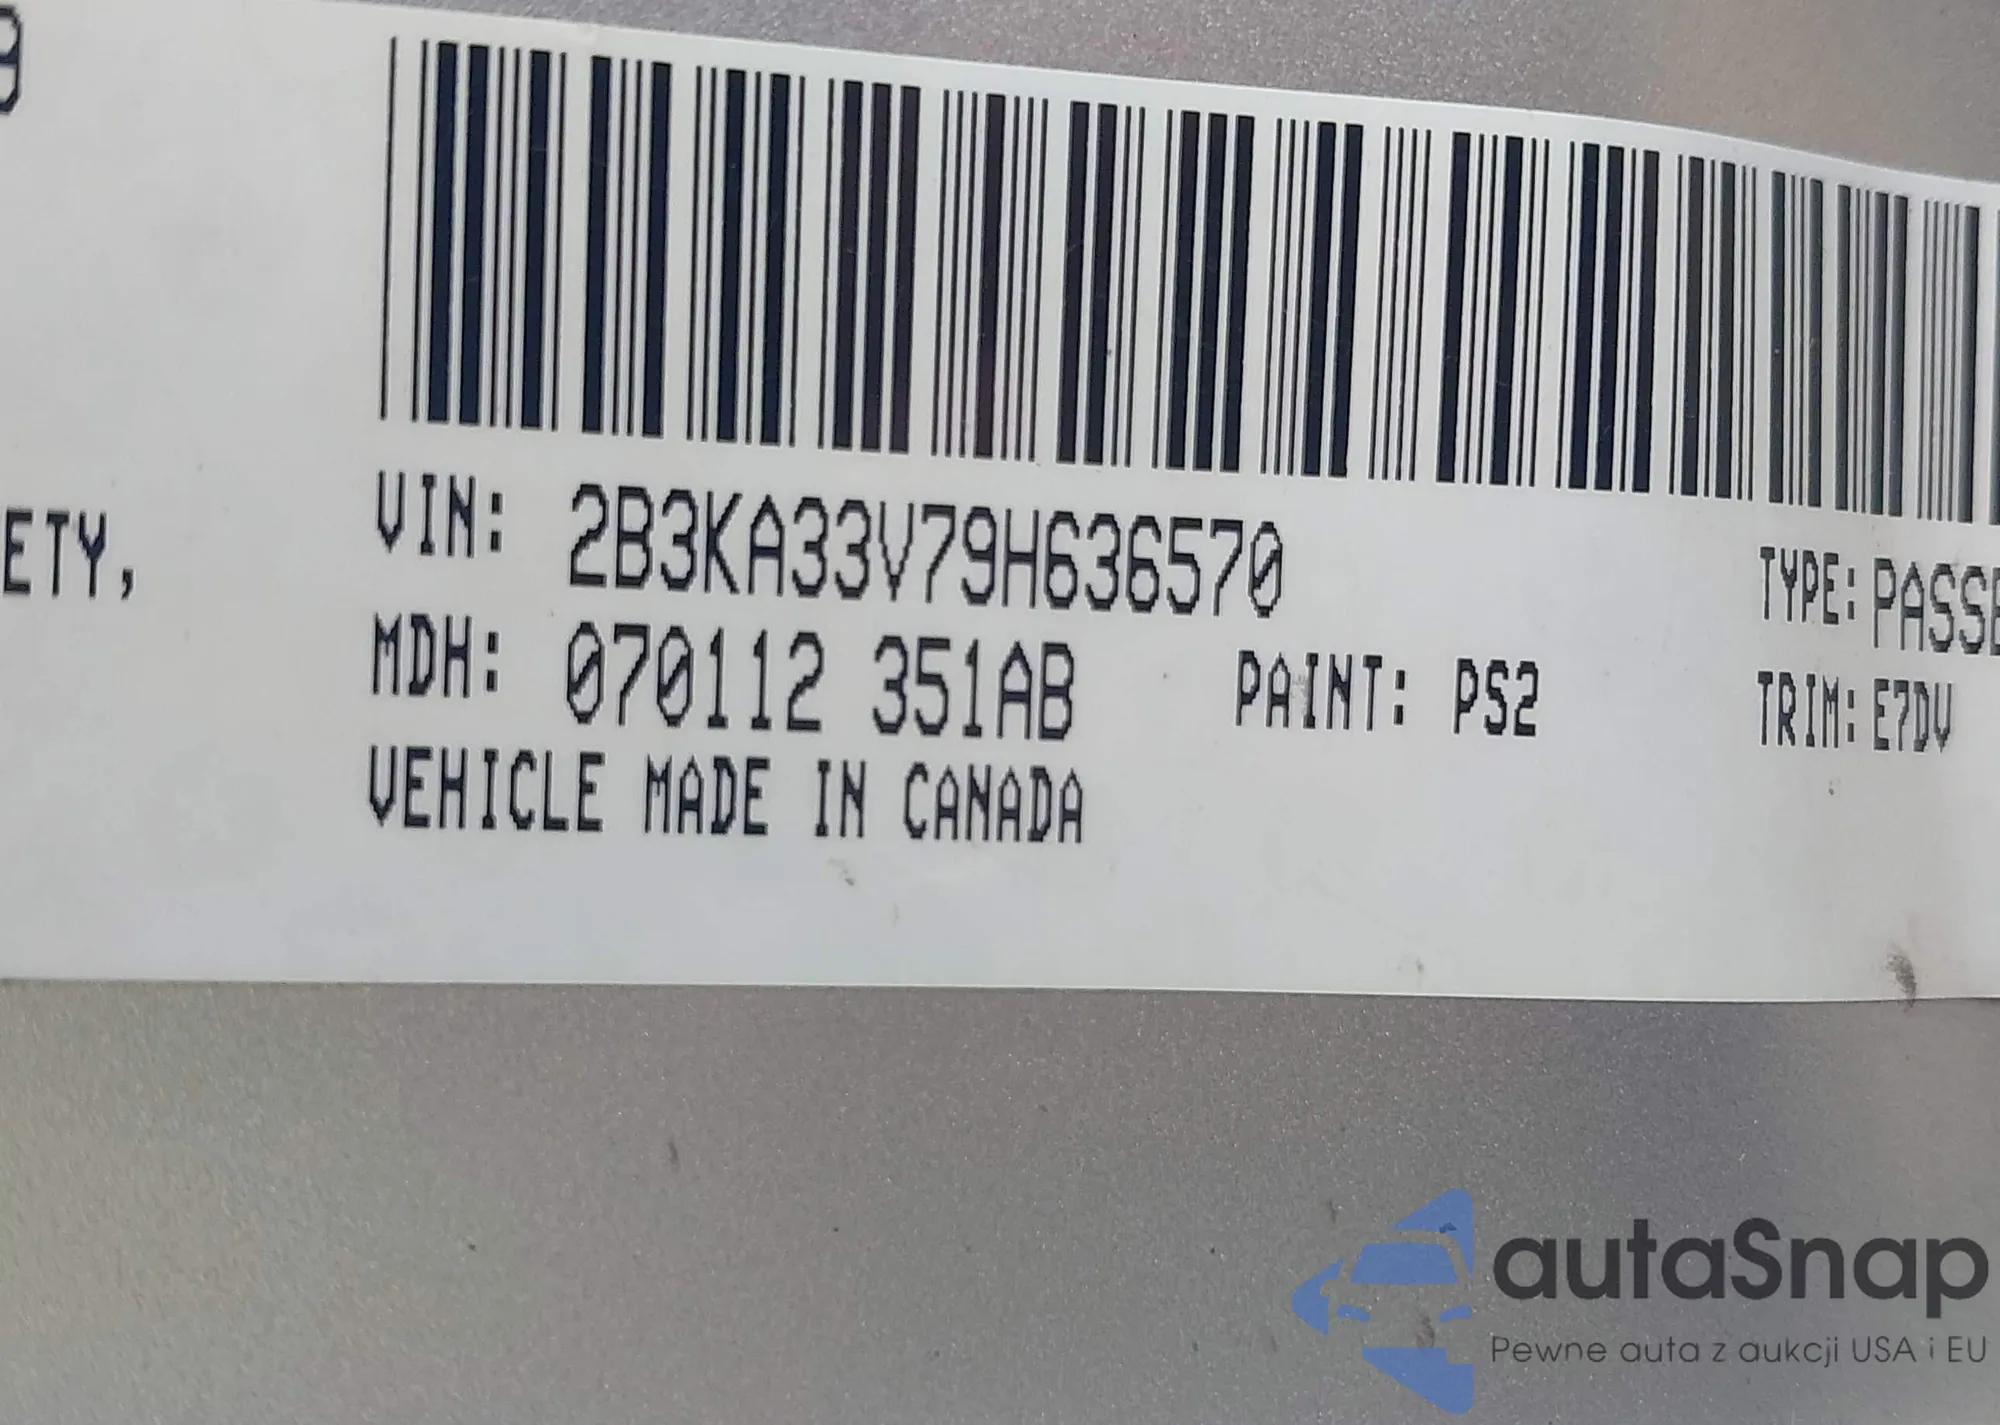 9
ETY,
VIN: 2B3KA33V79H636570
TYPE: PASSE
MDH: 070112 351AB
PAINT: PS2
TRIM: E7DV
VEHICLE MADE IN CANADA
autaSnap
Pewne auta z aukcji USA i EU